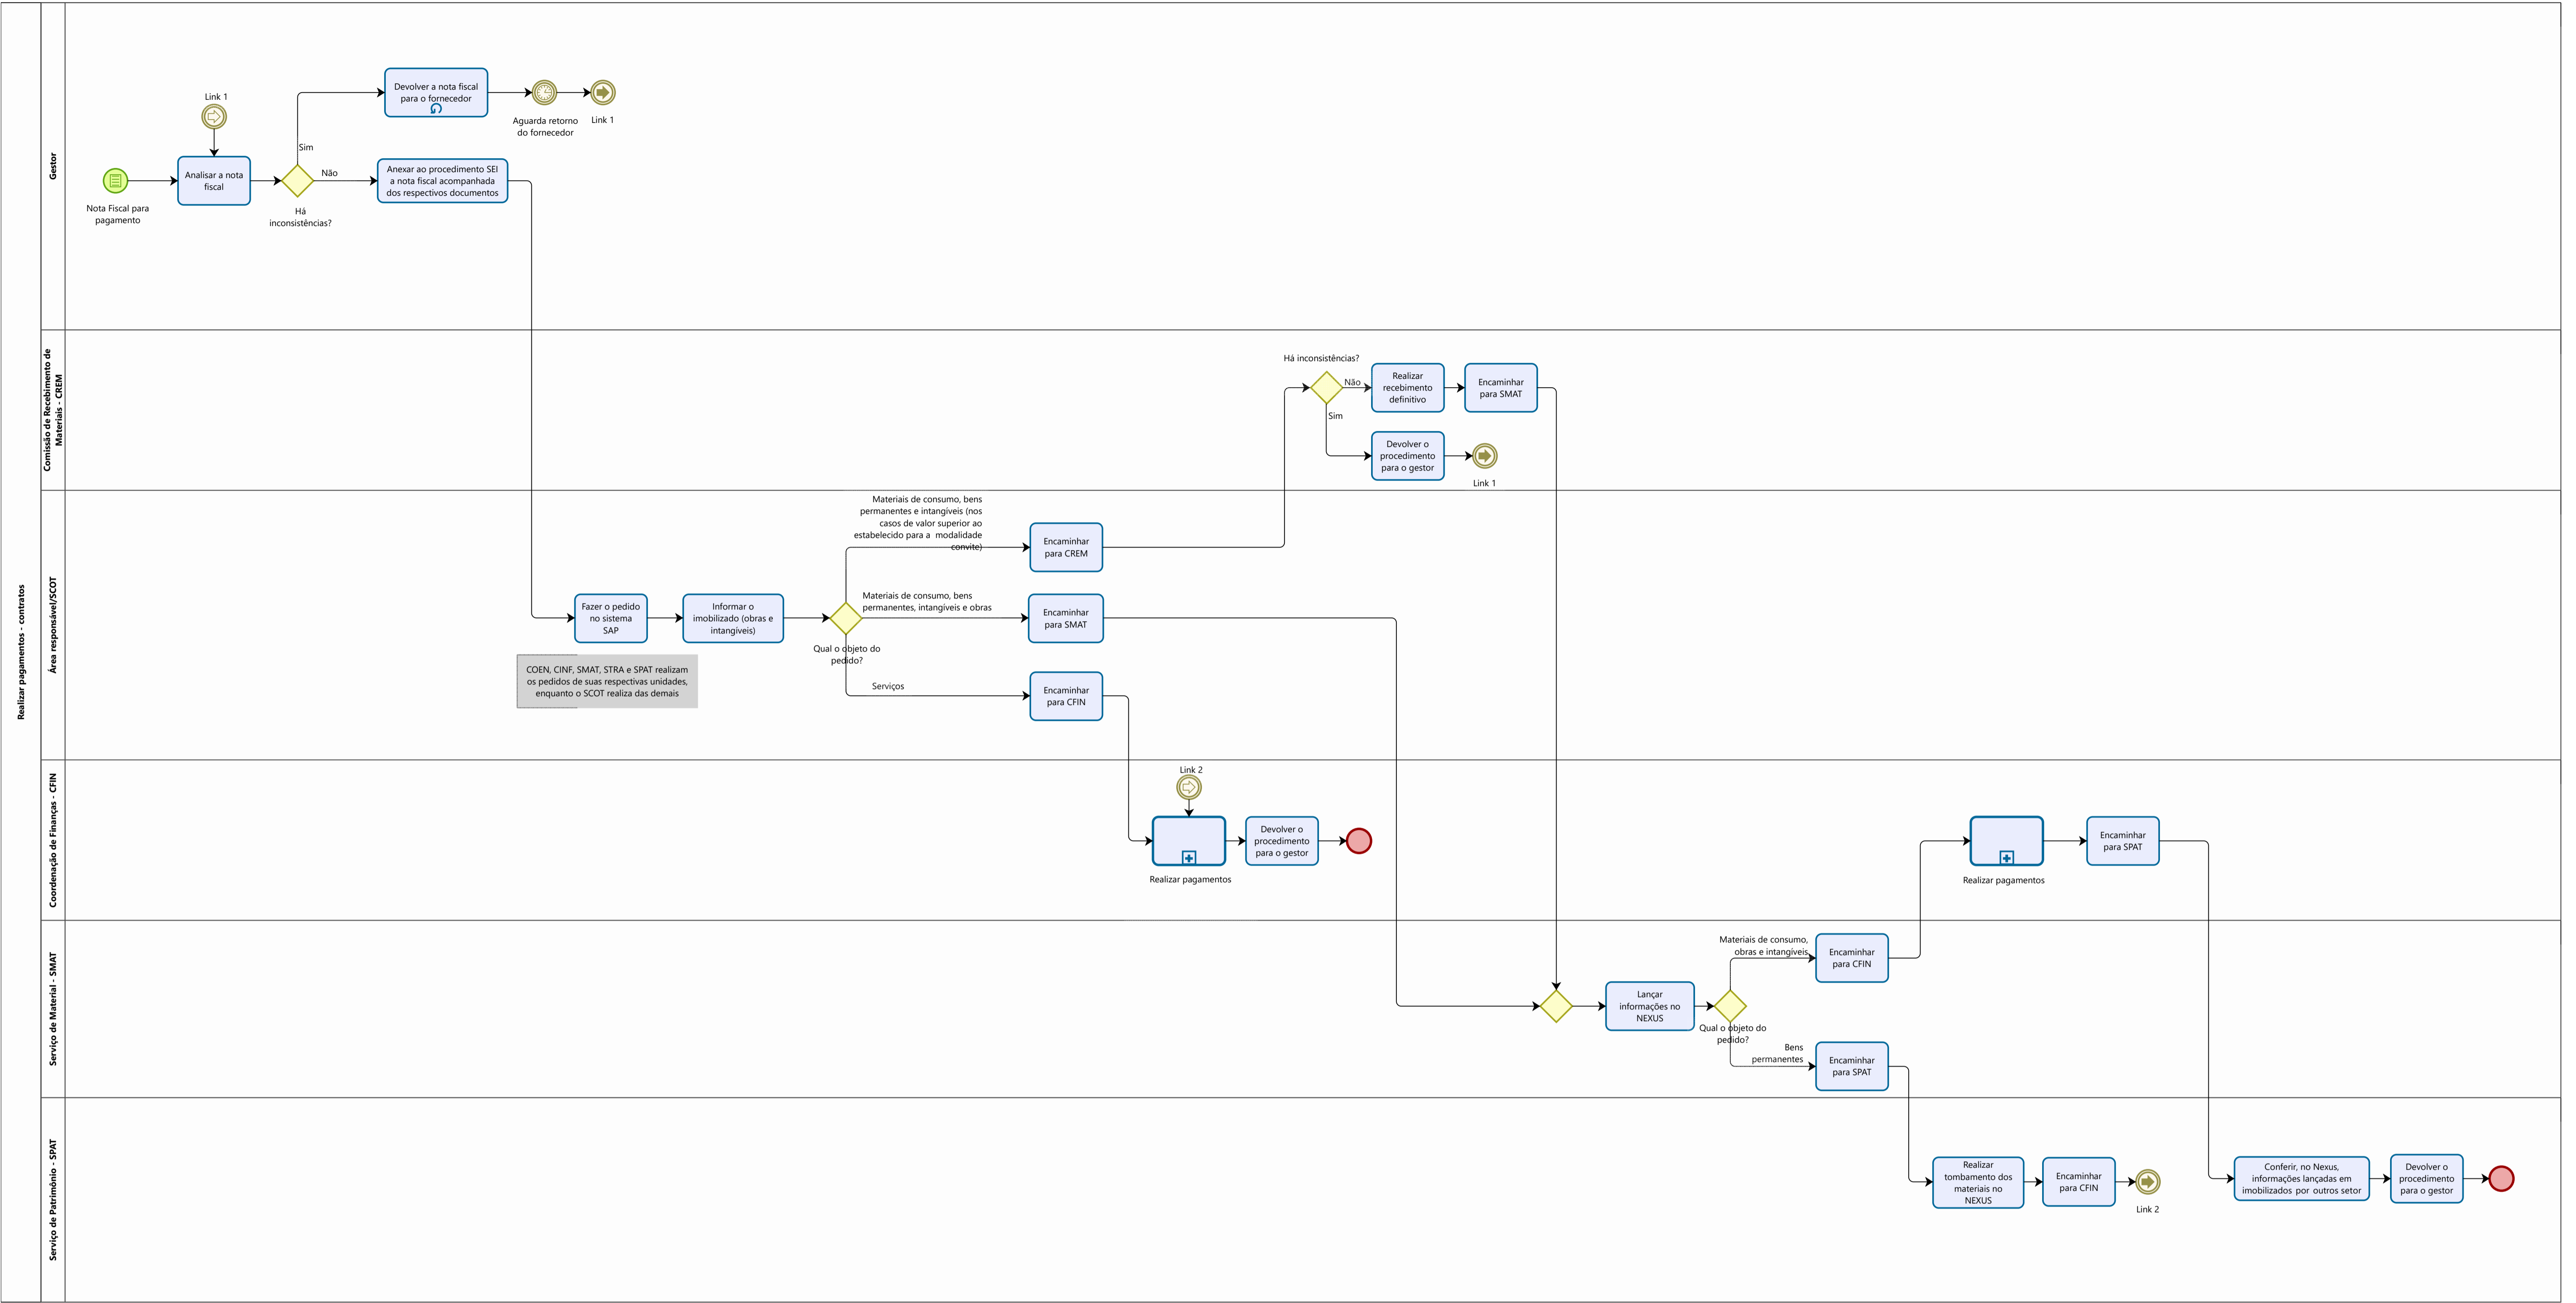 Realizar pagamentos - contratos
Gestor
Link 1
Nota Fiscal para
pagamento
Analisar a nota
fiscal
Há
inconsistências?
Sim
Não
Devolver a nota fiscal
para o fornecedor
Aguarda retorno
do fornecedor
Link 1
Anexar ao procedimento SEI
a nota fiscal acompanhada
dos respectivos documentos
Comissão de Recebimento de
Materiais - CREM
Há inconsistências?
Não
Sim
Realizar
recebimento
definitivo
Encaminhar
para SMAT
Devolver o
procedimento
para o gestor
Link 1
Área responsável/SCOT
Fazer o pedido
no sistema
SAP
Informar o
imobilizado (obras e
intangíveis)
COEN, CINF, SMAT, STRA e SPAT realizam
os pedidos de suas respectivas unidades,
enquanto o SCOT realiza das demais
Qual o objeto do
pedido?
Materiais de consumo, bens
permanentes e intangíveis (nos
casos de valor superior ao
estabelecido para a modalidade
convite)
Encaminhar
para CREM
Materiais de consumo, bens
permanentes, intangíveis e obras
Encaminhar
para SMAT
Serviços
Encaminhar
para CFIN
Coordenação de Finanças - CFIN
Link 2
Realizar pagamentos
Devolver o
procedimento
para o gestor
Realizar pagamentos
Encaminhar
para SPAT
Serviço de Material - SMAT
Lançar
informações no
NEXUS
Qual o objeto do
pedido?
Materiais de consumo,
obras e intangíveis
Encaminhar
para CFIN
Bens
permanentes
Encaminhar
para SPAT
Serviço de Patrimônio - SPAT
Realizar
tombamento dos
materiais no
NEXUS
Encaminhar
para CFIN
Link 2
Conferir, no Nexus,
informações lançadas em
imobilizados por outros setor
Devolver o
procedimento
para o gestor